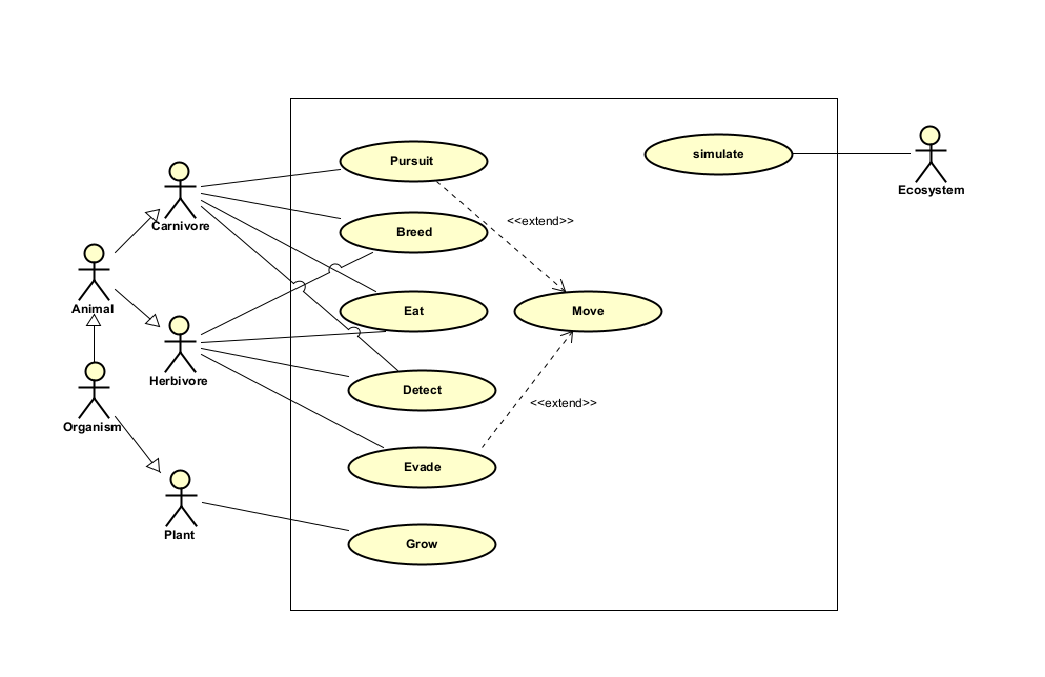 Pursuit
simulate
Ecosystem
<<extend>>
Carnivore
Breed
Animal
Eat
Move
Herbivore
Detect
<<extend>>
Organism
Evade
Plant
Grow